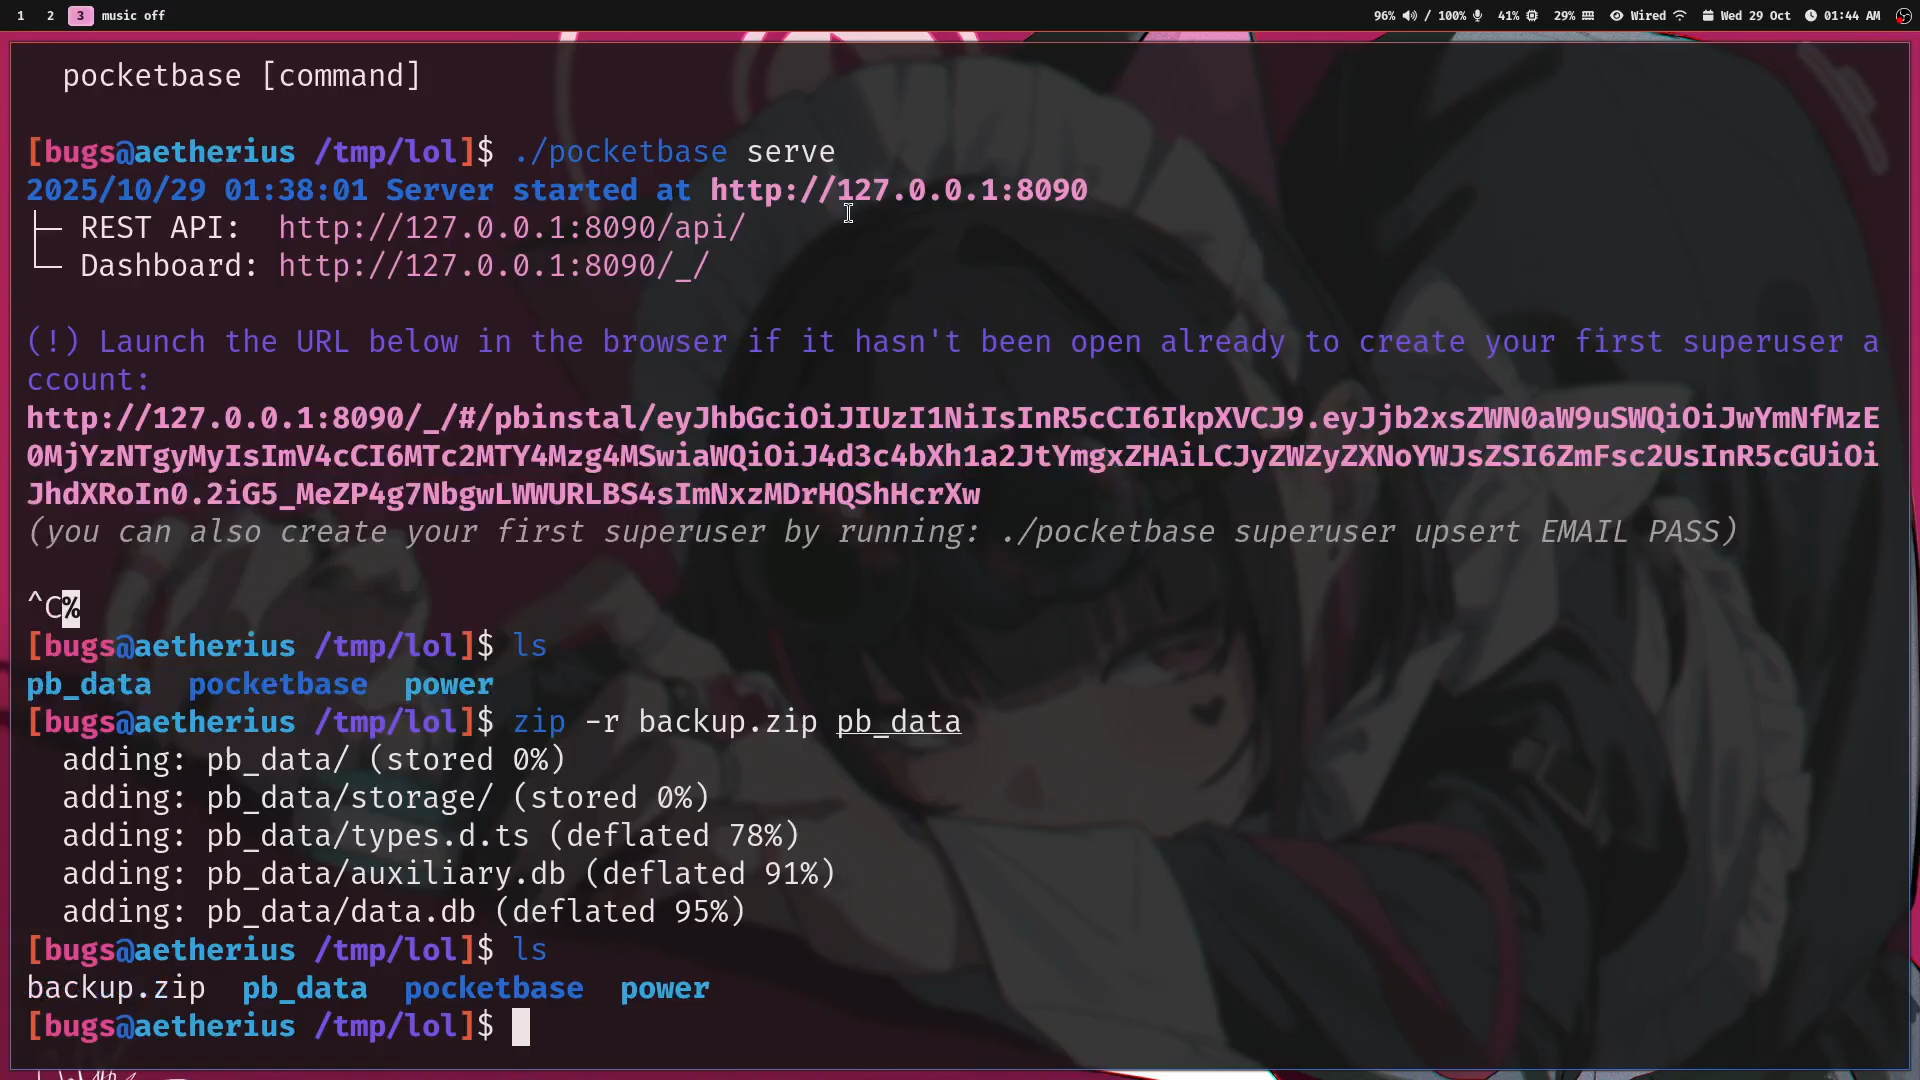 1 2 3 music off 96% / 100% 41% 29% Wired Wed 29 Oct 01:44 AM
pocketbase [command]
[bugs@aetherius /tmp/lol]$ ./pocketbase serve
2025/10/29 01:38:01 Server started at http://127.0.0.1:8090
├─ REST API:  http://127.0.0.1:8090/api/
└─ Dashboard: http://127.0.0.1:8090/_/
(!) Launch the URL below in the browser if it hasn't been open already to create your first superuser a
ccount:
http://127.0.0.1:8090/_/#/pbinstal/eyJhbGciOiJIUzI1NiIsInR5cCI6IkpXVCJ9.eyJjb2xsZWN0aW9uSWQiOiJwYmNfMzE
0MjYzNTgyMyIsImV4cCI6MTc2MTY4Mzg4MSwiaWQiOiJ4d3c4bXh1a2JtYmgxZHAiLCJyZWZyZXNoYWJsZSI6ZmFsc2UsInR5cGUiOi
JhdXRoIn0.2iG5_MeZP4g7NbgwLWWURLBS4sImNxzMDrHQShHcrXw
(you can also create your first superuser by running: ./pocketbase superuser upsert EMAIL PASS)
^C%
[bugs@aetherius /tmp/lol]$ ls
pb_data  pocketbase  power
[bugs@aetherius /tmp/lol]$ zip -r backup.zip pb_data
  adding: pb_data/ (stored 0%)
  adding: pb_data/storage/ (stored 0%)
  adding: pb_data/types.d.ts (deflated 78%)
  adding: pb_data/auxiliary.db (deflated 91%)
  adding: pb_data/data.db (deflated 95%)
[bugs@aetherius /tmp/lol]$ ls
backup.zip  pb_data  pocketbase  power
[bugs@aetherius /tmp/lol]$